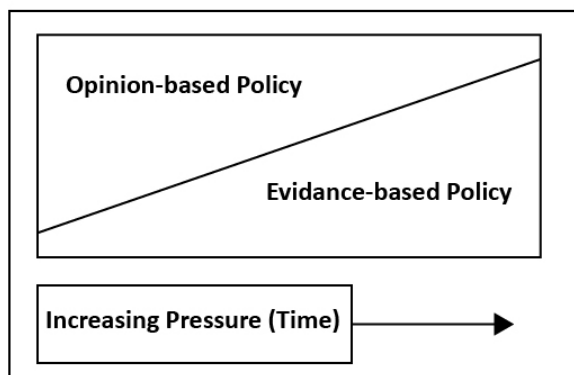 Opinion-based Policy
Evidance-based Policy
Increasing Pressure (Time)